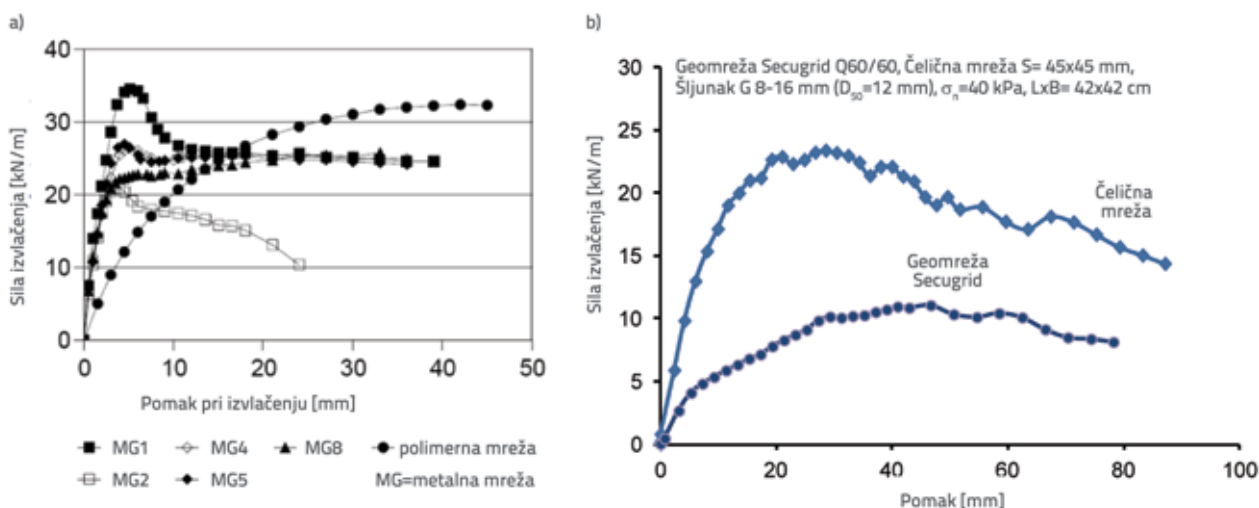 a)
40
30
20
10
0
0
10
20
30
40
50
Sila izvlačenja [kN/m]
Pomak pri izvlačenju [mm]
MG1
MG4
MG8
polimerna mreža
MG2
MG5
MG=metalna mreža
b)
Geomreža Secugrid Q60/60, Čelična mreža S= 45x45 mm,
Šljunak G 8-16 mm (D50=12 mm), σn=40 kPa, LxB= 42x42 cm
30
25
20
15
10
5
0
0
20
40
60
80
100
Sila izvlačenja [kN/m]
Čelična
mreža
Geomreža
Secugrid
Pomak [mm]